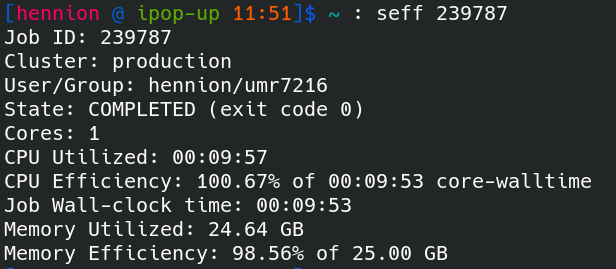 [hennion @ ipop-up 11:51]$ ~ : seff 239787
Job ID: 239787
Cluster: production
User/Group: hennion/umr7216
State: COMPLETED (exit code 0)
Cores: 1
CPU Utilized: 00:09:57
CPU Efficiency: 100.67% of 00:09:53 core-walltime
Job Wall-clock time: 00:09:53
Memory Utilized: 24.64 GB
Memory Efficiency: 98.56% of 25.00 GB